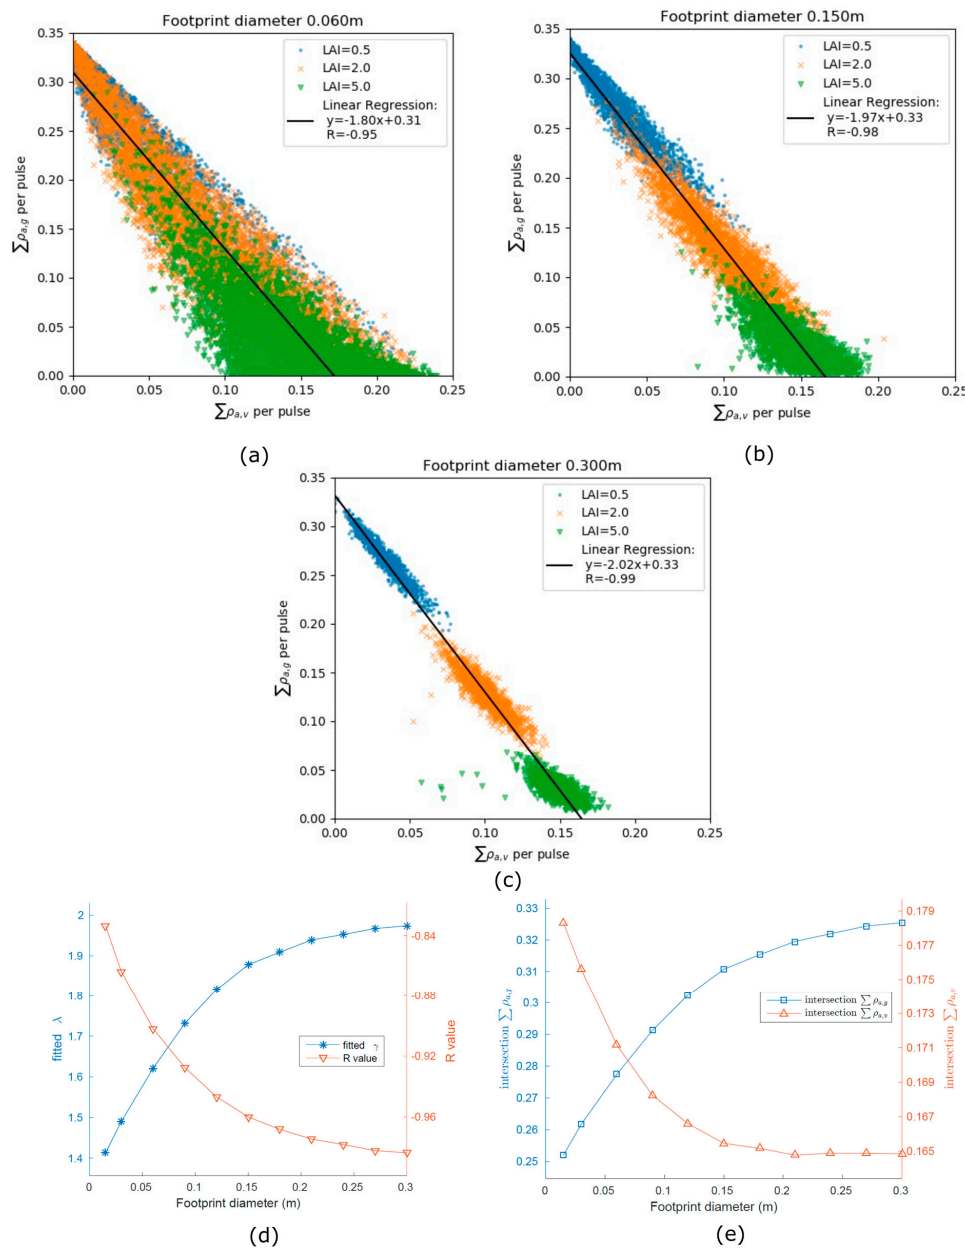 Footprint diameter 0.060m
0.35
0.30
0.25
0.20
0.15
0.10
0.05
0.00
∑ρa,g per pulse
LAI=0.5
LAI=2.0
LAI=5.0
Linear Regression:
y=-1.80x+0.31
R=-0.95
0.00 0.05 0.10 0.15 0.20 0.25
∑ρa,v per pulse
(a)
Footprint diameter 0.150m
0.35
0.30
0.25
0.20
0.15
0.10
0.05
0.00
∑ρa,g per pulse
LAI=0.5
LAI=2.0
LAI=5.0
Linear Regression:
y=-1.97x+0.33
R=-0.98
0.00 0.05 0.10 0.15 0.20 0.25
∑ρa,v per pulse
(b)
Footprint diameter 0.300m
0.35
0.30
0.25
0.20
0.15
0.10
0.05
0.00
∑ρa,g per pulse
LAI=0.5
LAI=2.0
LAI=5.0
Linear Regression:
y=-2.02x+0.33
R=-0.99
0.00 0.05 0.10 0.15 0.20 0.25
∑ρa,v per pulse
(c)
2
1.9
1.8
1.7
1.6
1.5
1.4
fitted λ
fitted γ
R value
-0.84
-0.88
-0.92
-0.96
R value
0 0.05 0.1 0.15 0.2 0.25 0.3
Footprint diameter (m)
(d)
0.33
0.32
0.31
0.3
0.29
0.28
0.27
0.26
0.25
intersection ∑ρa,g
intersection ∑ρa,g
intersection ∑ρa,v
0.179
0.177
0.175
0.173
0.171
0.169
0.167
0.165
intersection ∑ρa,v
0 0.05 0.1 0.15 0.2 0.25 0.3
Footprint diameter (m)
(e)